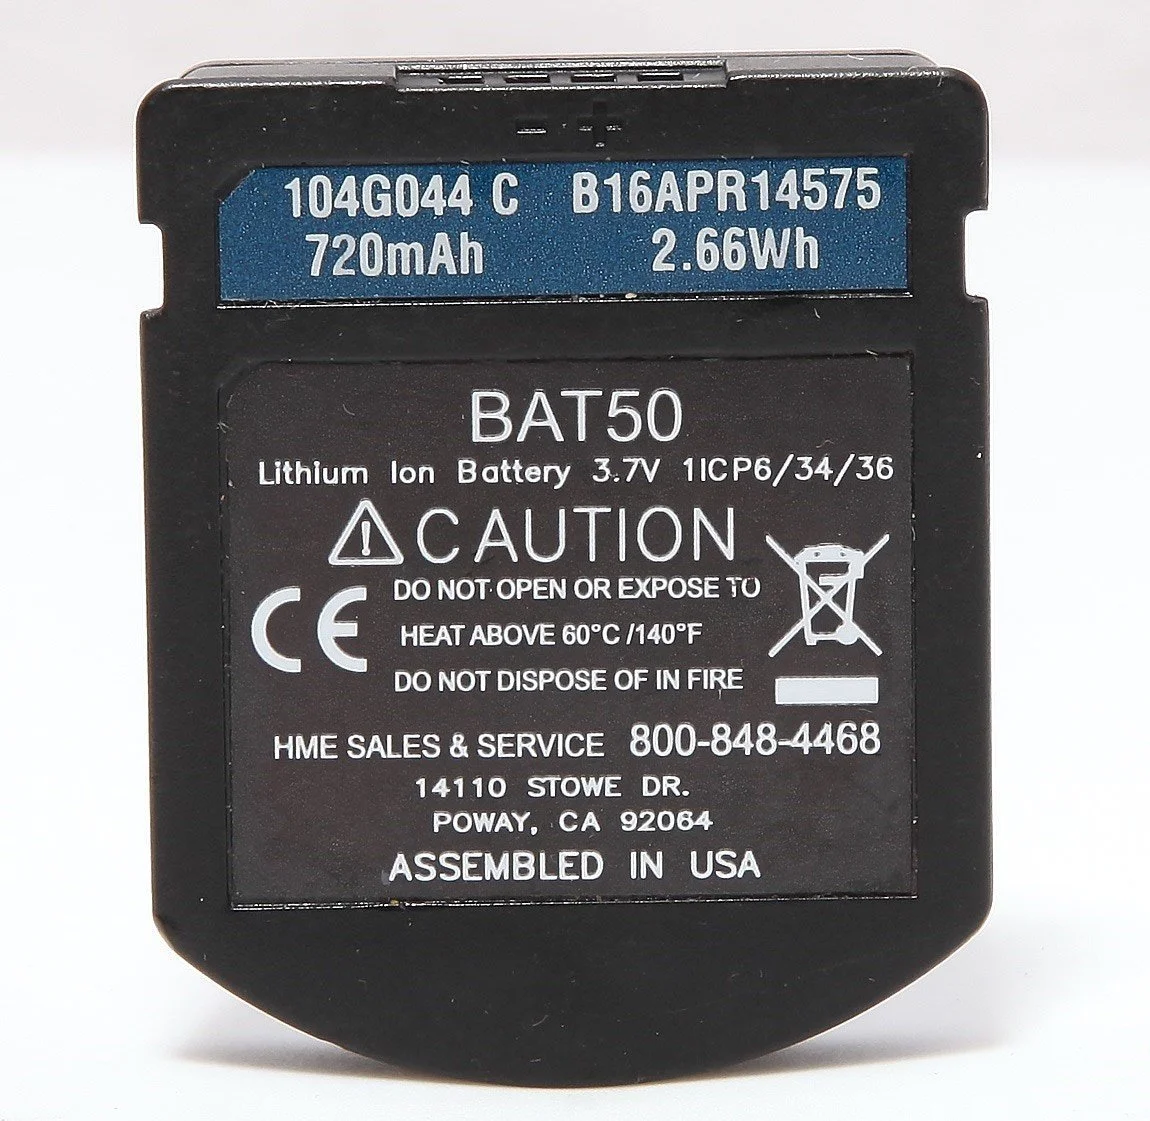 - +
104G044 C B16APR14575
720mAh 2.66Wh
BAT50
Lithium Ion Battery 3.7V 1ICP6/34/36
CAUTION
DO NOT OPEN OR EXPOSE TO
HEAT ABOVE 60°C /140°F
DO NOT DISPOSE OF IN FIRE
CE
HME SALES & SERVICE 800-848-4468
14110 STOWE DR.
POWAY, CA 92064
ASSEMBLED IN USA